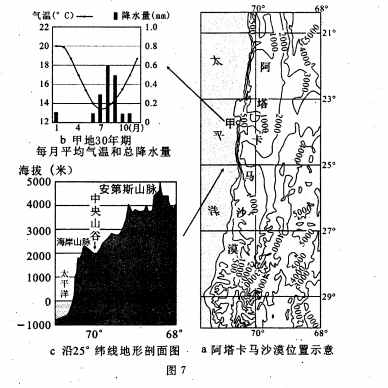 气温(°C) 降水量(mm)
22 1.0
20 0.8
18 0.6
16 0.4
14 0.2
12 0
1 4 7 10(月)
b 甲地30年期
每月平均气温和总降水量
海拔(米)
5000
4000
3000
2000
1000
0
-1000
安第斯山脉
中央山谷
海岸山脉
太平洋
70° 68°
c 沿25°纬线地形剖面图
70° 68°
21°
23°
25°
27°
29°
太平洋
阿塔卡马沙漠
甲
70° 68°
a 阿塔卡马沙漠位置示意
图 7